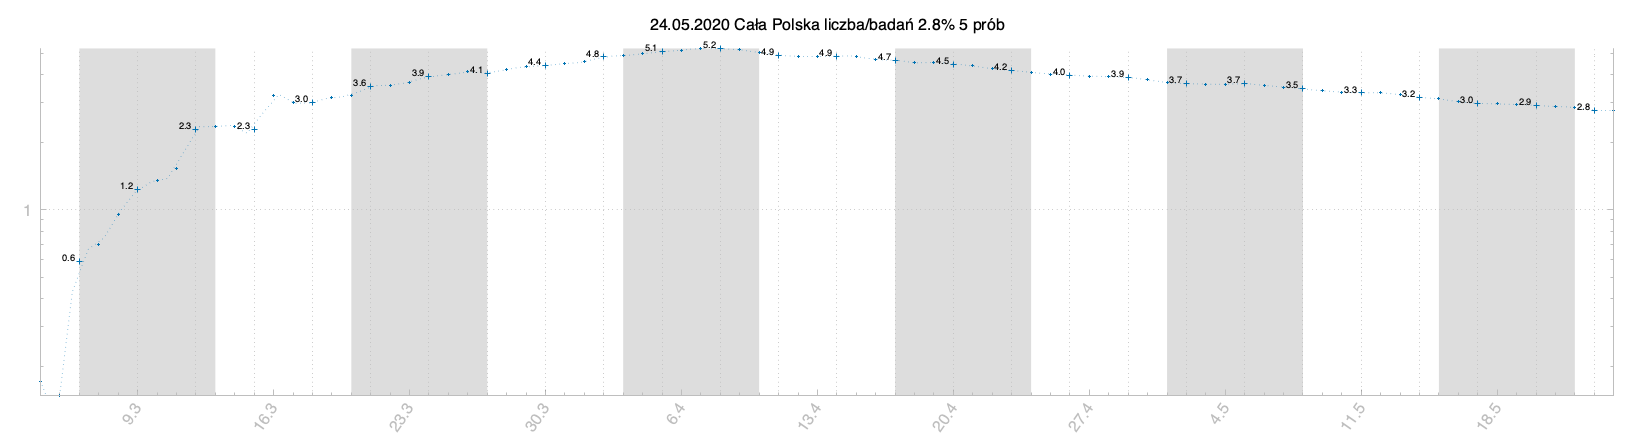 24.05.2020 Cała Polska liczba/badań 2.8% 5 prób
0.6 1.2 2.3 2.3 3.0 3.6 3.9 4.1 4.4 4.8 5.1 5.2 4.9 4.9 4.7 4.5 4.2 4.0 3.9 3.7 3.7 3.5 3.3 3.2 3.0 2.9 2.8
1
9.3 16.3 23.3 30.3 6.4 13.4 20.4 27.4 4.5 11.5 18.5